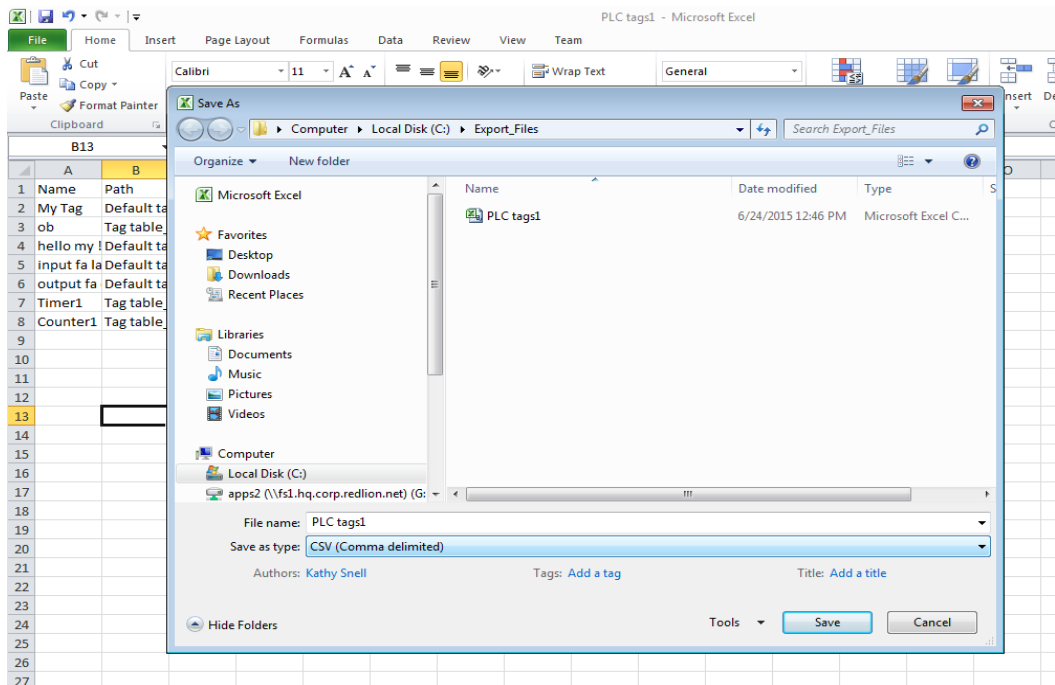 PLC tags1 - Microsoft Excel
File Home Insert Page Layout Formulas Data Review View Team
Cut
Copy
Format Painter
Paste
Clipboard
Calibri 11 A A Wrap Text General
B13
Save As
Computer Local Disk (C:) Export_Files Search Export_Files
Organize New folder
Microsoft Excel
Favorites
Desktop
Downloads
Recent Places
Libraries
Documents
Music
Pictures
Videos
Computer
Local Disk (C:)
apps2 (\\fs1.hq.corp.redlion.net) (G:
Name Date modified Type S
PLC tags1 6/24/2015 12:46 PM Microsoft Excel C...
File name: PLC tags1
Save as type: CSV (Comma delimited)
Authors: Kathy Snell Tags: Add a tag Title: Add a title
Hide Folders Tools Save Cancel
nsert De
A B O
1 Name Path
2 My Tag Default ta
3 ob Tag table_
4 hello my ! Default ta
5 input fa la Default ta
6 output fa Default ta
7 Timer1 Tag table_
8 Counter1 Tag table_
9
10
11
12
13
14
15
16
17
18
19
20
21
22
23
24
25
26
27